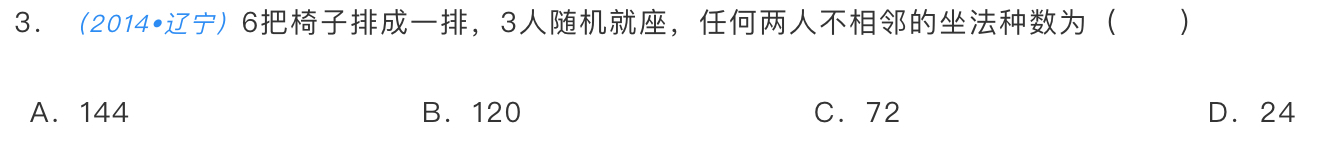 3. (2014•辽宁) 6把椅子排成一排，3人随机就座，任何两人不相邻的坐法种数为（　　）
A. 144 B. 120 C. 72 D. 24